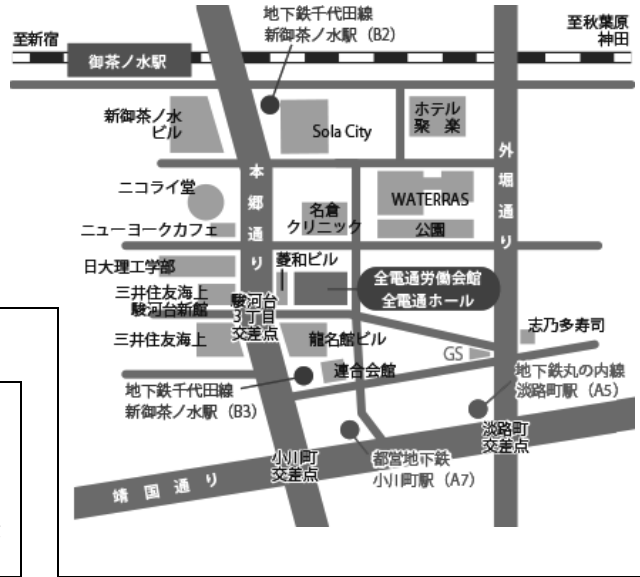 地下鉄千代田線
新御茶ノ水駅（B2）
至新宿
至秋葉原
神田
御茶ノ水駅
新御茶ノ水
ビル
Sola City
ホテル
聚　楽
本郷通り
外堀通り
ニコライ堂
名倉
クリニック
WATERRAS
ニューヨークカフェ
公園
日大理工学部
菱和ビル
全電通労働会館
全電通ホール
三井住友海上
駿河台新館
駿河台
3丁目
交差点
三井住友海上
龍名館ビル
志乃多寿司
GS
連合会館
地下鉄千代田線
新御茶ノ水駅（B3）
地下鉄丸の内線
淡路町駅（A5）
淡路町
交差点
小川町
交差点
都営地下鉄
小川町駅（A7）
靖国通り